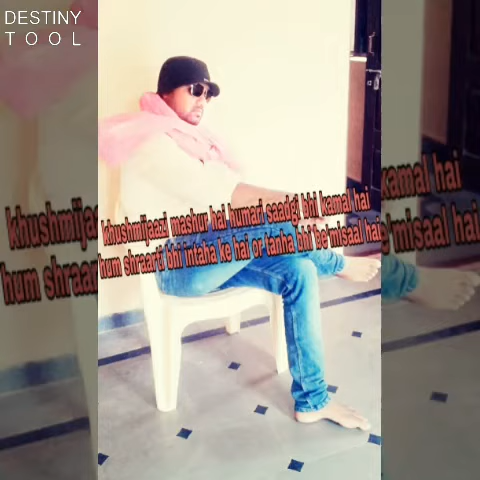 DESTINY
TOOL
khushmijaazi mashur hai humari saadgi bhi kamal hai
hum shraarti bhi intaha ke hai or tanha bhi be'misaal hai